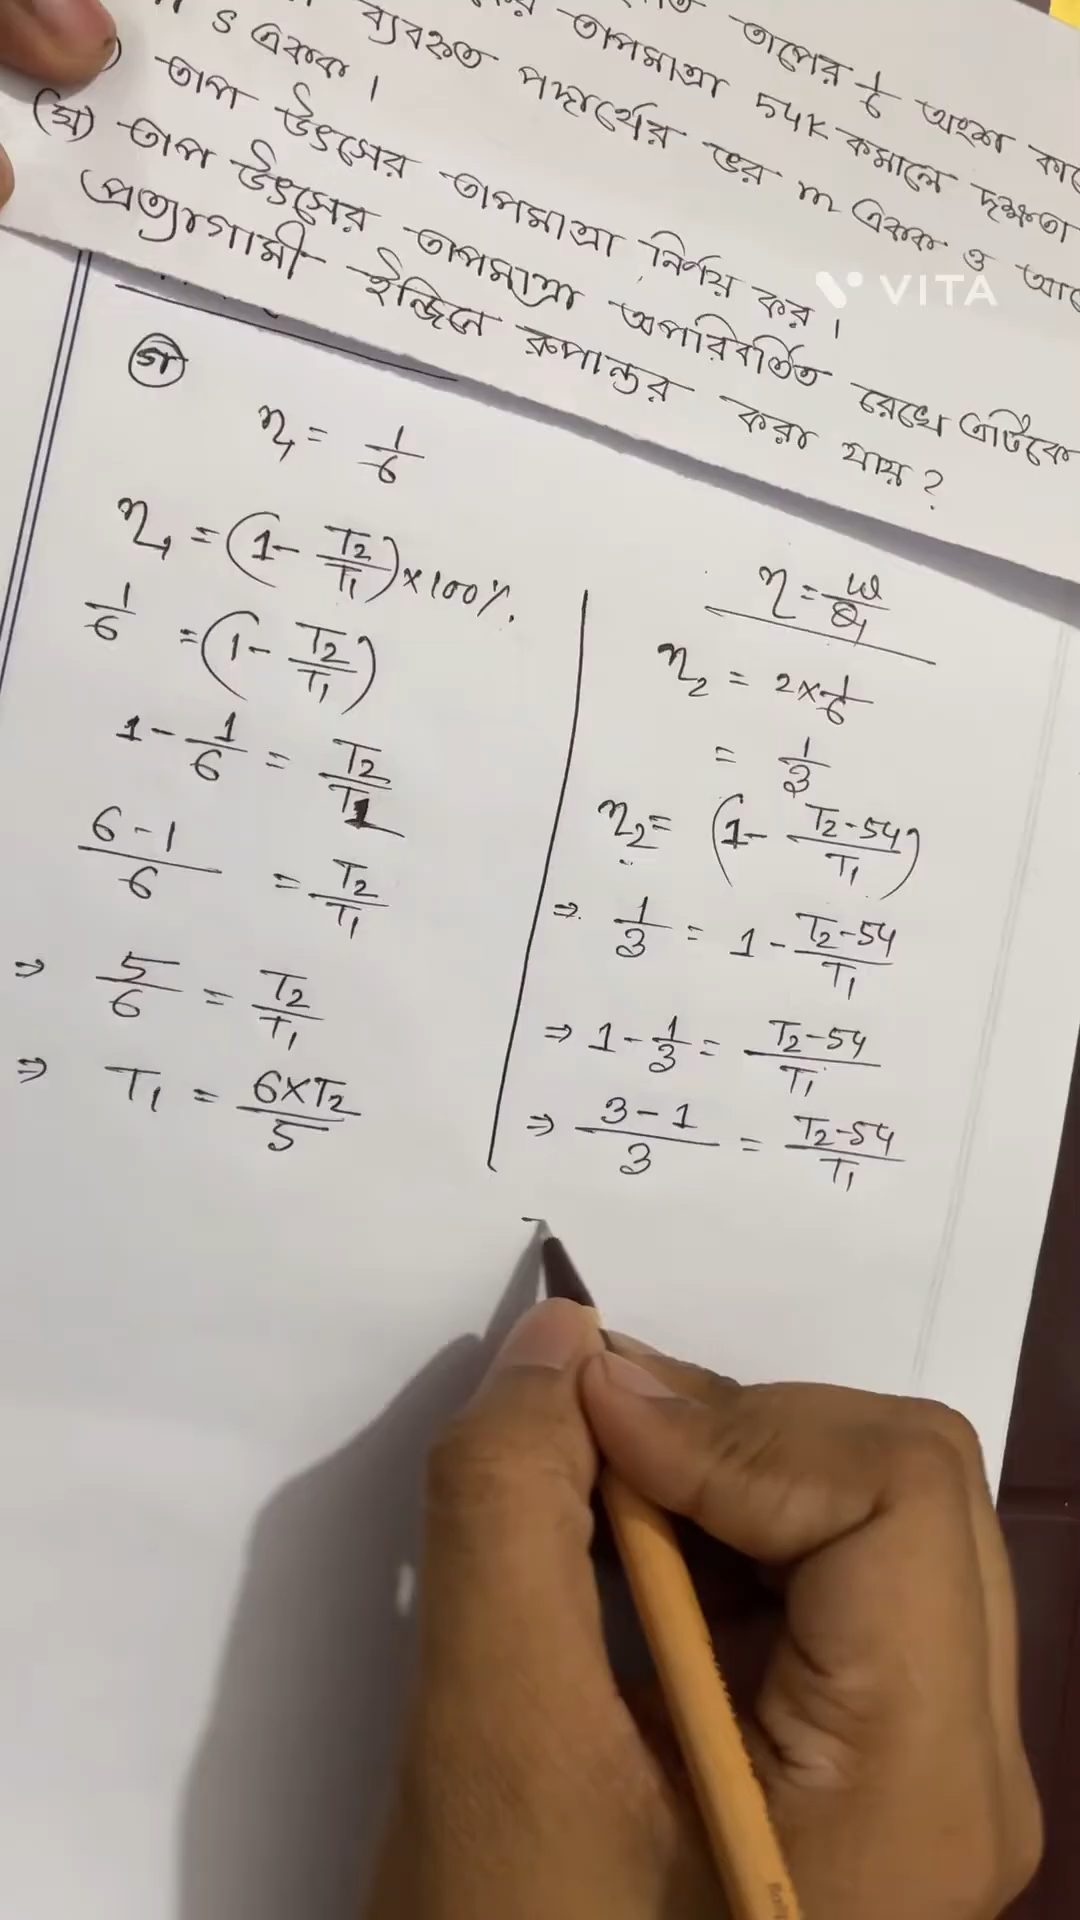 তাপের 1/6 অংশ
তাপমাত্রা 54K কমালে দক্ষতা
ব্যবহৃত পদার্থের ভর m একক ও
S একক।
তাপ উৎসের তাপমাত্রা নির্ণয় কর।
(ঘ) তাপ উৎসের তাপমাত্রা অপরিবর্তিত রেখে এটিকে
প্রত্যাগামী ইঞ্জিনে রুপান্তর করা যায়?
VITA
গ
η₁ = 1/6
η₁ = (1 - T₂/T₁) × 100%.
1/6 = (1 - T₂/T₁)
1 - 1/6 = T₂/T₁
6-1/6 = T₂/T₁
⇒ 5/6 = T₂/T₁
⇒ T₁ = 6×T₂/5
η = W/Q₁
η₂ = 2×1/6
= 1/3
η₂ = (1 - T₂-54/T₁)
⇒ 1/3 = 1 - T₂-54/T₁
⇒ 1 - 1/3 = T₂-54/T₁
⇒ 3-1/3 = T₂-54/T₁